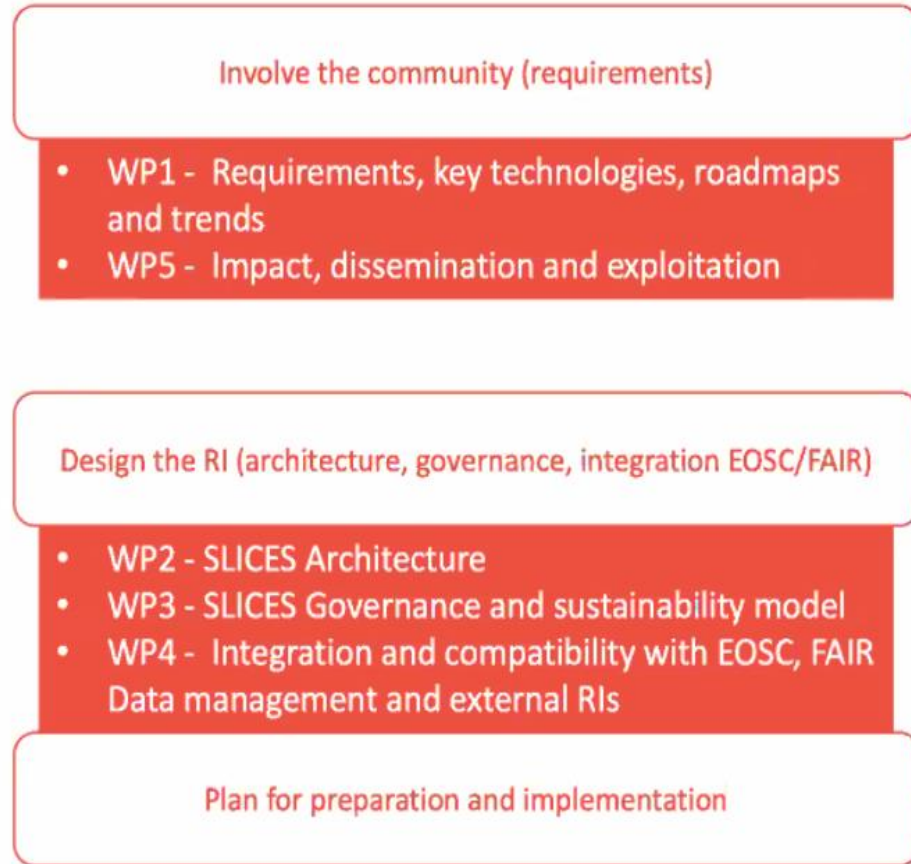 Involve the community (requirements)
• WP1 - Requirements, key technologies, roadmaps
and trends
• WP5 - Impact, dissemination and exploitation
Design the RI (architecture, governance, integration EOSC/FAIR)
• WP2 - SLICES Architecture
• WP3 - SLICES Governance and sustainability model
• WP4 - Integration and compatibility with EOSC, FAIR
Data management and external RIs
Plan for preparation and implementation